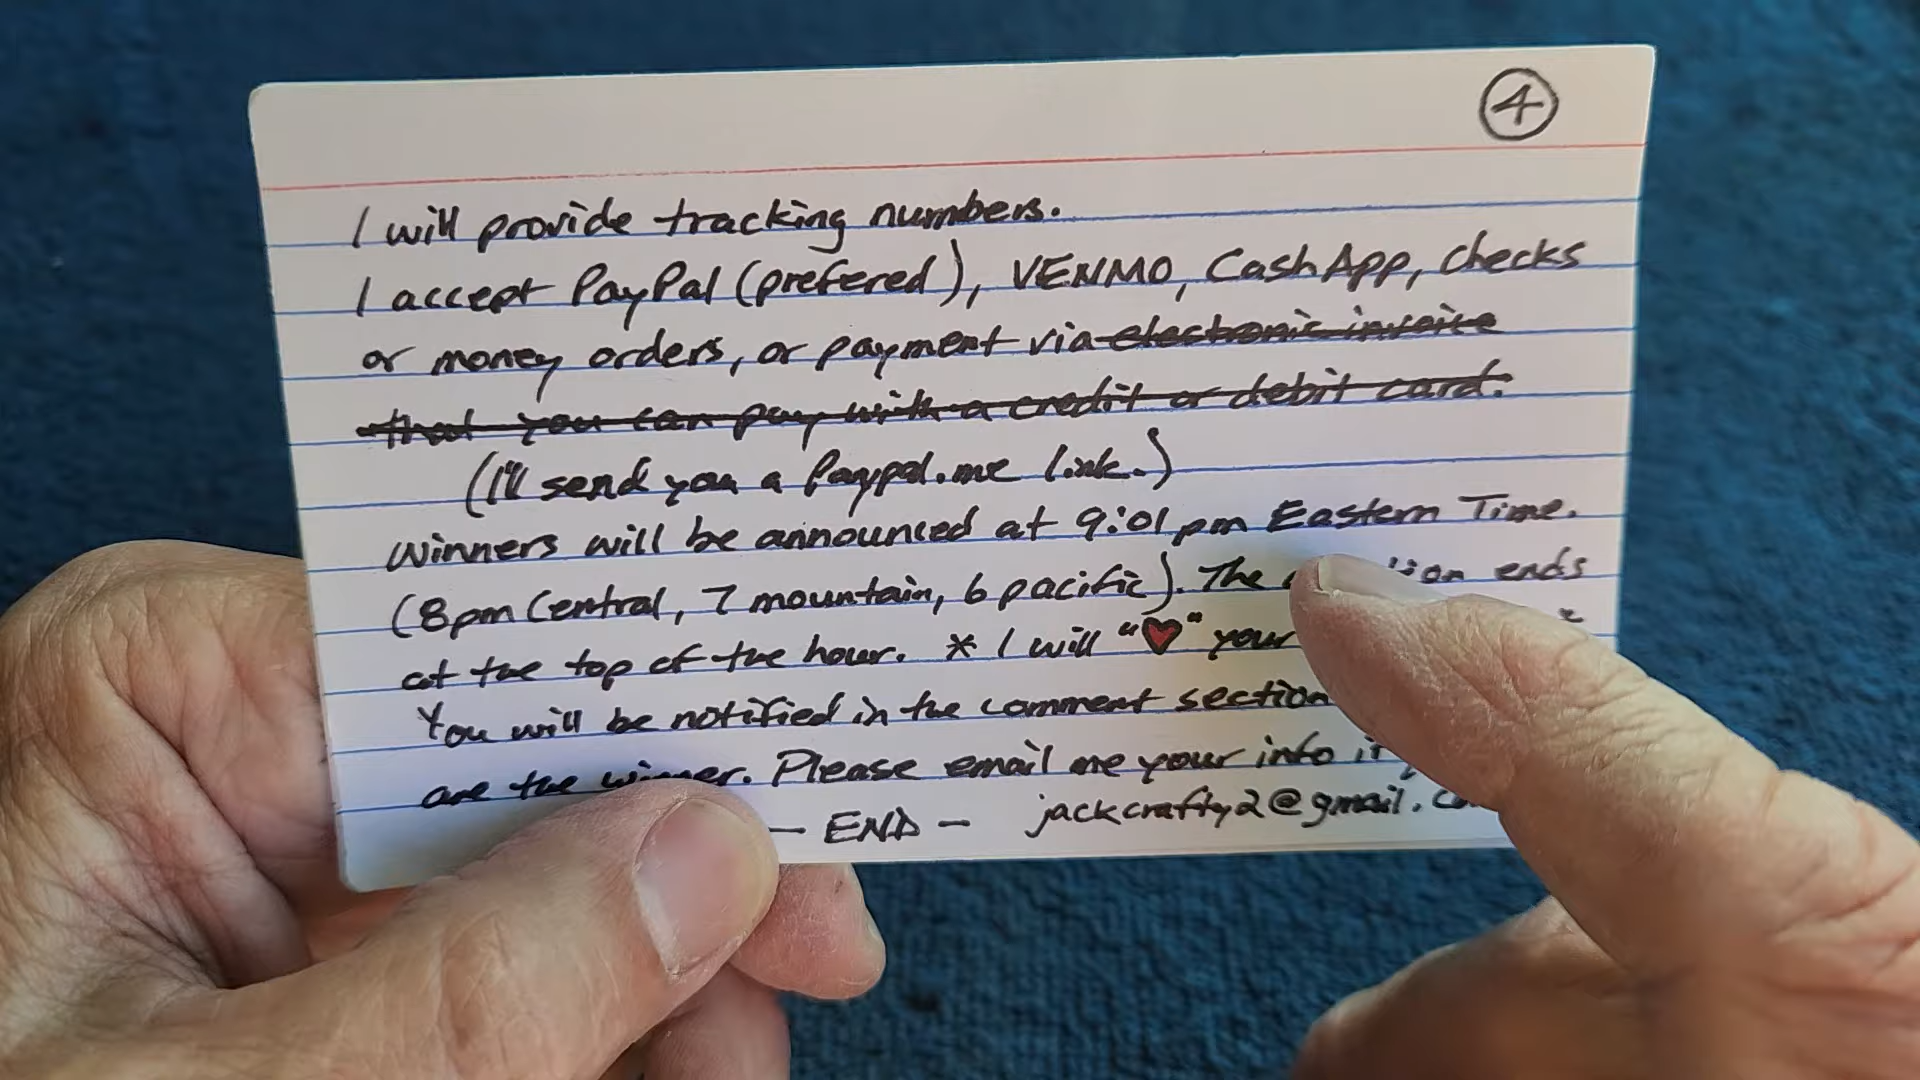 4
I will provide tracking numbers.
I accept PayPal (prefered), VENMO, Cash App, checks
or money orders, or payment via electronic invoice
that you can pay with a credit or debit card.
(I'll send you a Paypal.me link.)
Winners will be announced at 9:01 pm Eastern Time.
(8pm Central, 7 mountain, 6 pacific). The ends
at the top of the hour. * I will "♥" your
You will be notified in the comment section
are the winner. Please email me your info if
- END - jackcrafty2@gmail.